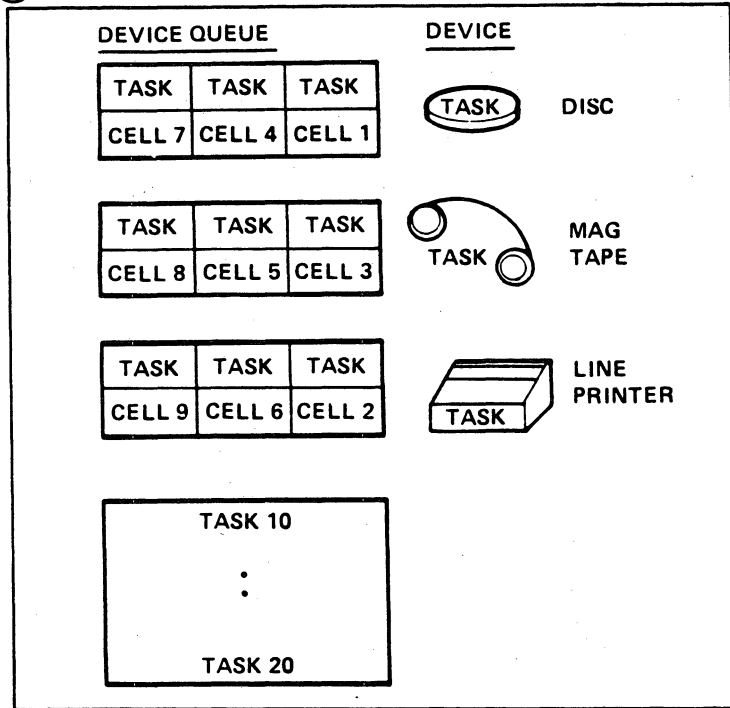 DEVICE QUEUE DEVICE
TASK TASK TASK
CELL 7 CELL 4 CELL 1
TASK DISC
TASK TASK TASK
CELL 8 CELL 5 CELL 3
TASK MAG
TAPE
TASK TASK TASK
CELL 9 CELL 6 CELL 2
TASK LINE
PRINTER
TASK 10
:
TASK 20